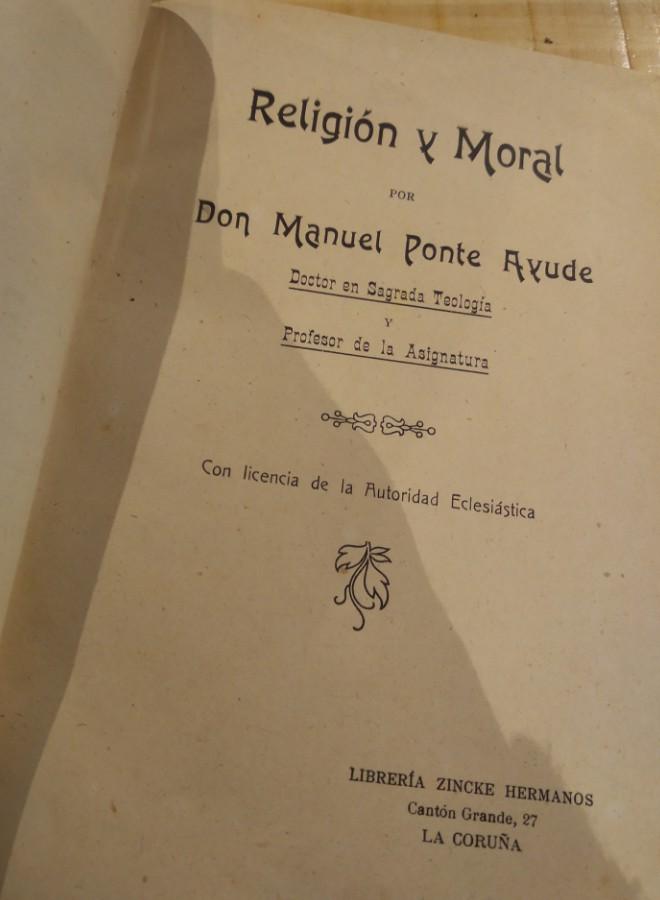 Religión y Moral
POR
Don Manuel Ponte Ayude
Doctor en Sagrada Teología
Y
Profesor de la Asignatura
Con licencia de la Autoridad Eclesiástica
LIBRERÍA ZINCKE HERMANOS
Cantón Grande, 27
LA CORUÑA